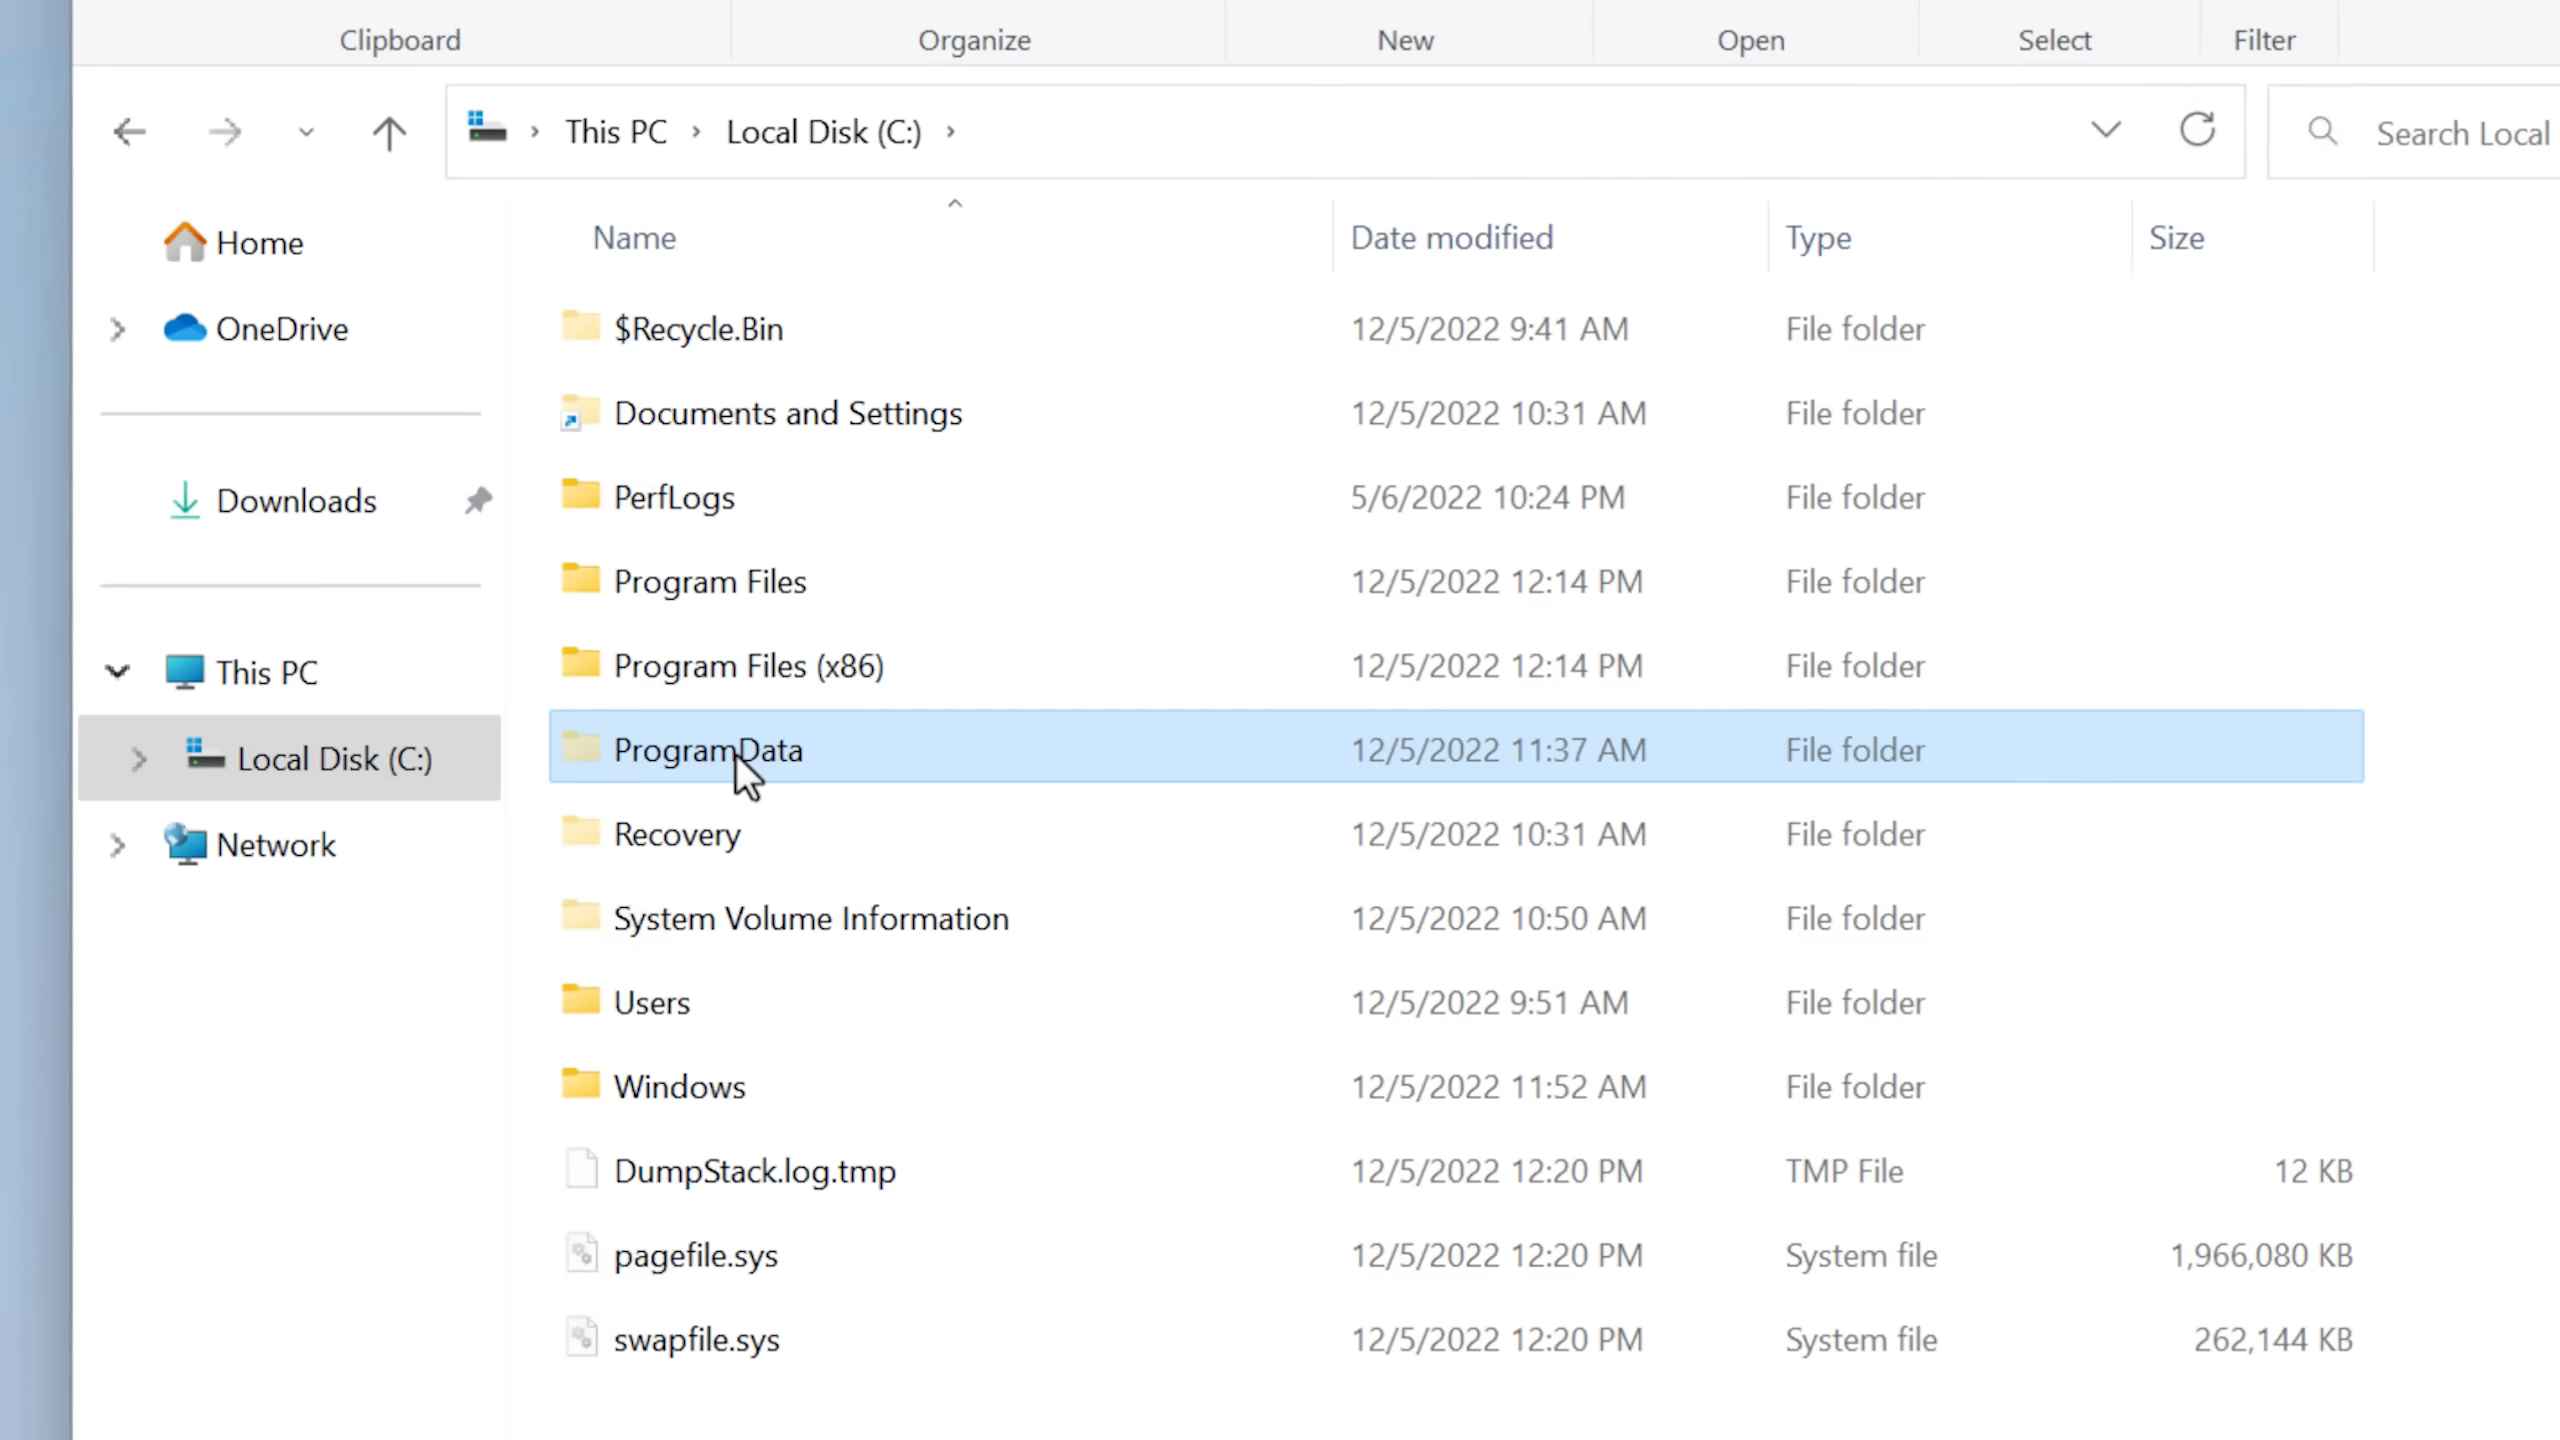 Clipboard Organize New Open Select Filter
This PC Local Disk (C:) Search Local
Name Date modified Type Size
Home
OneDrive
Downloads
This PC
Local Disk (C:)
Network
$Recycle.Bin 12/5/2022 9:41 AM File folder
Documents and Settings 12/5/2022 10:31 AM File folder
PerfLogs 5/6/2022 10:24 PM File folder
Program Files 12/5/2022 12:14 PM File folder
Program Files (x86) 12/5/2022 12:14 PM File folder
ProgramData 12/5/2022 11:37 AM File folder
Recovery 12/5/2022 10:31 AM File folder
System Volume Information 12/5/2022 10:50 AM File folder
Users 12/5/2022 9:51 AM File folder
Windows 12/5/2022 11:52 AM File folder
DumpStack.log.tmp 12/5/2022 12:20 PM TMP File 12 KB
pagefile.sys 12/5/2022 12:20 PM System file 1,966,080 KB
swapfile.sys 12/5/2022 12:20 PM System file 262,144 KB